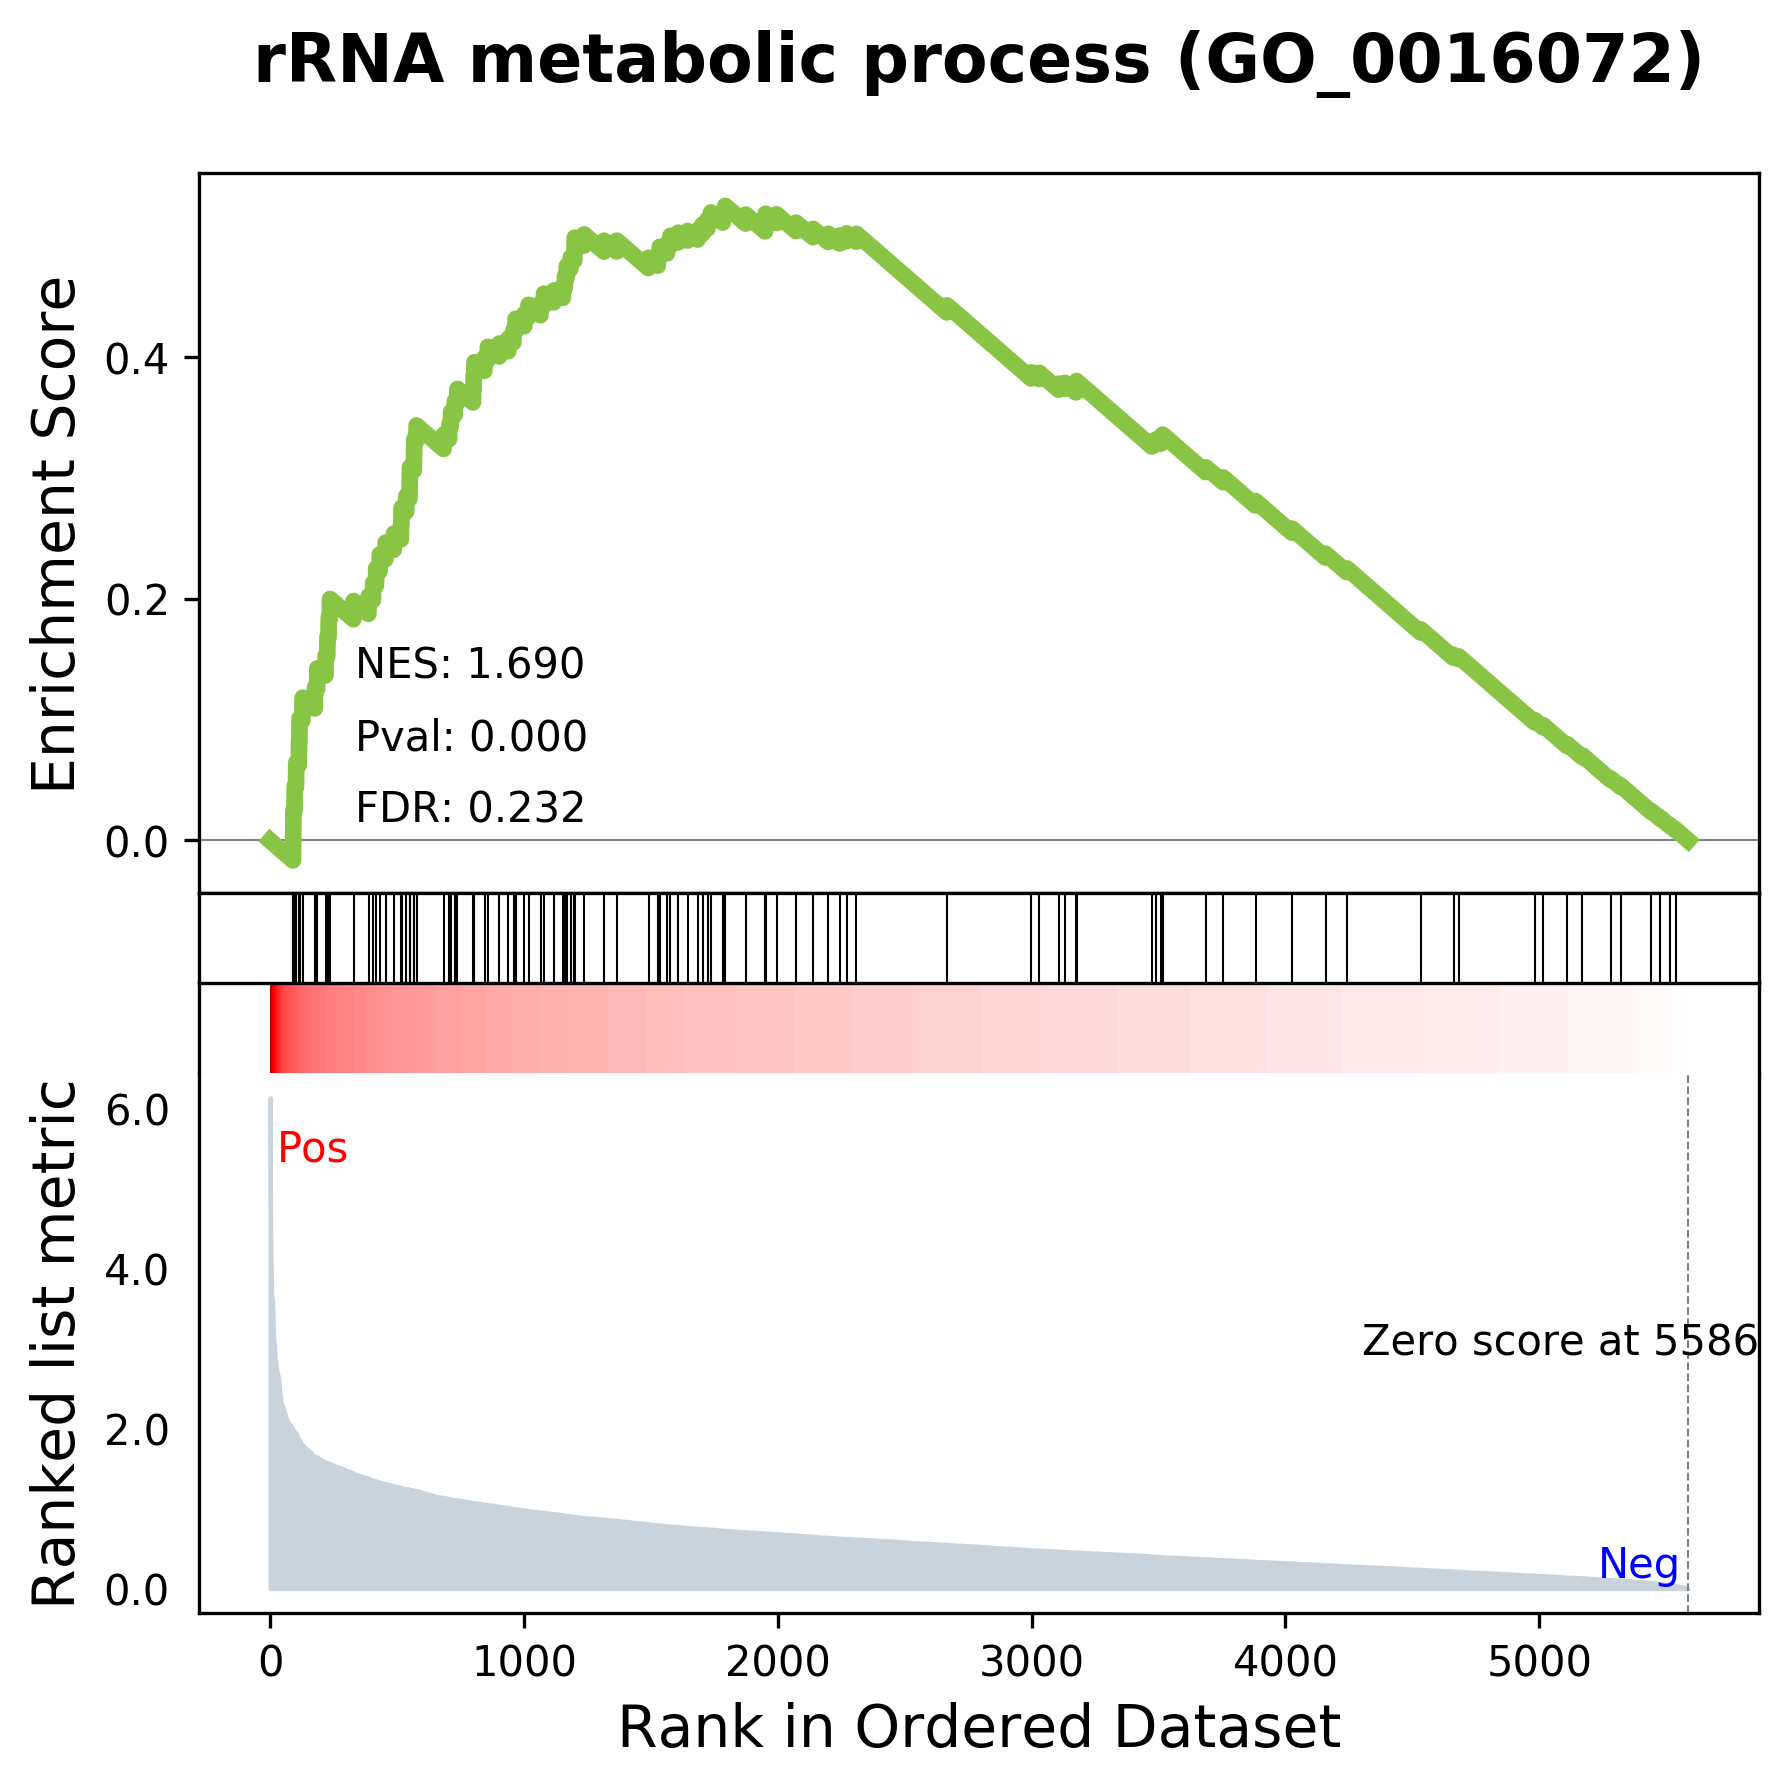 rRNA metabolic process (GO_0016072)
Enrichment Score
0.4
0.2
0.0
NES: 1.690
Pval: 0.000
FDR: 0.232
Ranked list metric
6.0
4.0
2.0
0.0
Pos
Zero score at 5586
Neg
0 1000 2000 3000 4000 5000
Rank in Ordered Dataset